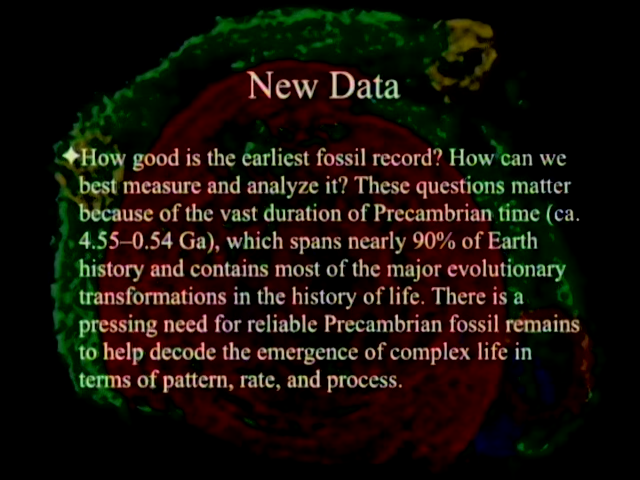 New Data
✦How good is the earliest fossil record? How can we
best measure and analyze it? These questions matter
because of the vast duration of Precambrian time (ca.
4.55–0.54 Ga), which spans nearly 90% of Earth
history and contains most of the major evolutionary
transformations in the history of life. There is a
pressing need for reliable Precambrian fossil remains
to help decode the emergence of complex life in
terms of pattern, rate, and process.